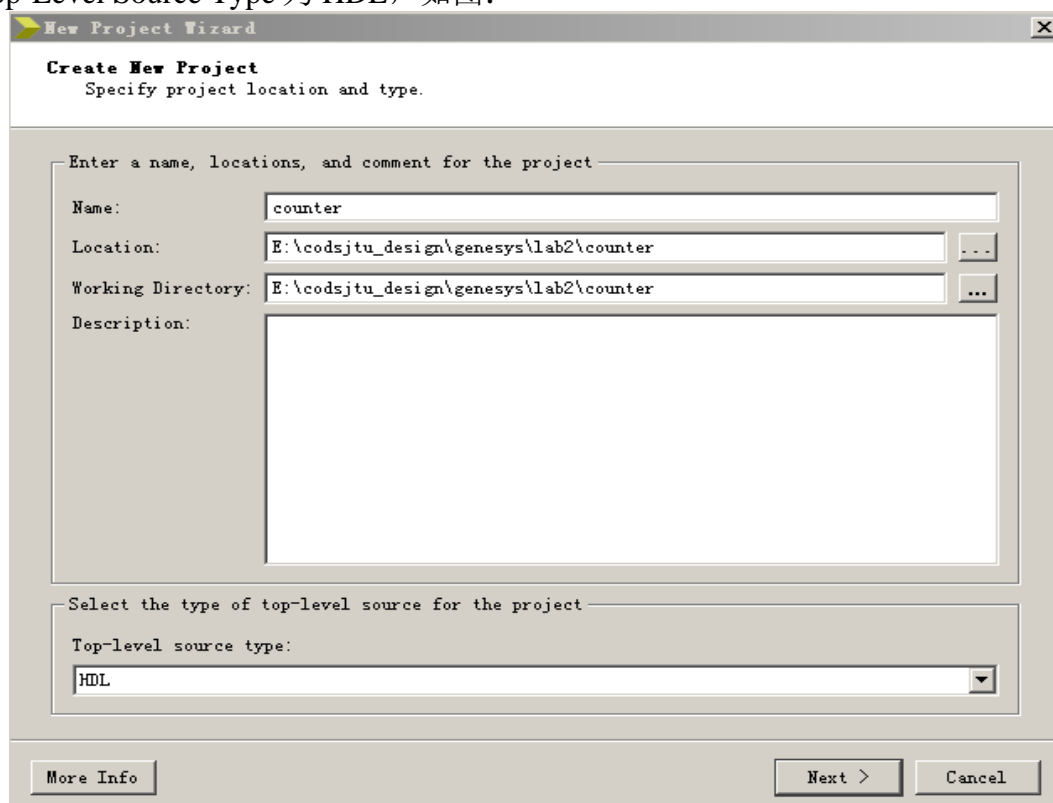 op-Level Source Type 为 HDL，如图：
New Project Wizard
Create New Project
Specify project location and type.
Enter a name, locations, and comment for the project
Name:
counter
Location:
E:\codsjtu_design\genesys\lab2\counter
...
Working Directory:
E:\codsjtu_design\genesys\lab2\counter
...
Description:
Select the type of top-level source for the project
Top-level source type:
HDL
More Info
Next >
Cancel